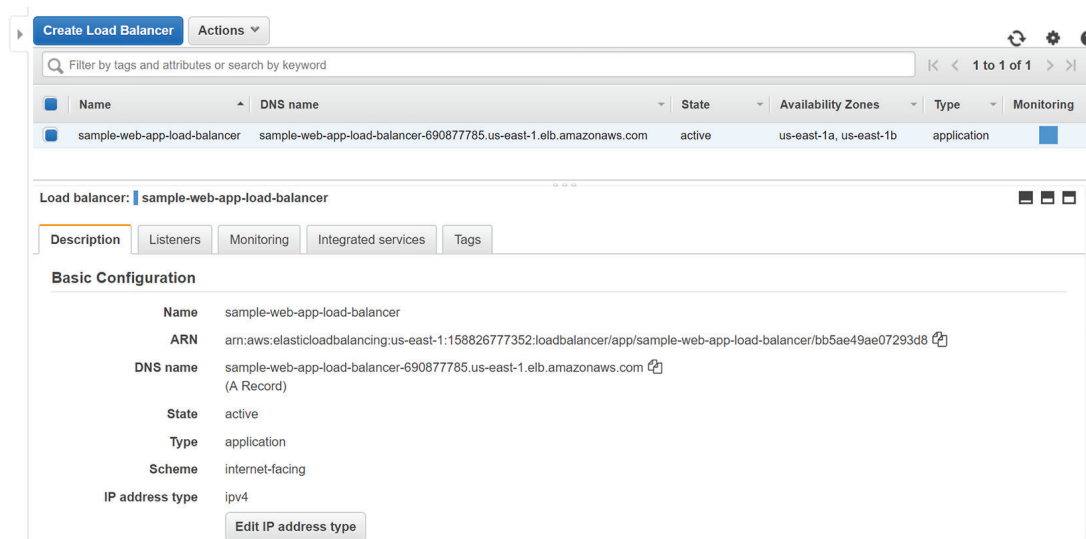 Create Load Balancer Actions
Filter by tags and attributes or search by keyword 1 to 1 of 1
Name DNS name State Availability Zones Type Monitoring
sample-web-app-load-balancer sample-web-app-load-balancer-690877785.us-east-1.elb.amazonaws.com active us-east-1a, us-east-1b application
Load balancer: sample-web-app-load-balancer
Description Listeners Monitoring Integrated services Tags
Basic Configuration
Name sample-web-app-load-balancer
ARN arn:aws:elasticloadbalancing:us-east-1:158826777352:loadbalancer/app/sample-web-app-load-balancer/bb5ae49ae07293d8
DNS name sample-web-app-load-balancer-690877785.us-east-1.elb.amazonaws.com
(A Record)
State active
Type application
Scheme internet-facing
IP address type ipv4
Edit IP address type